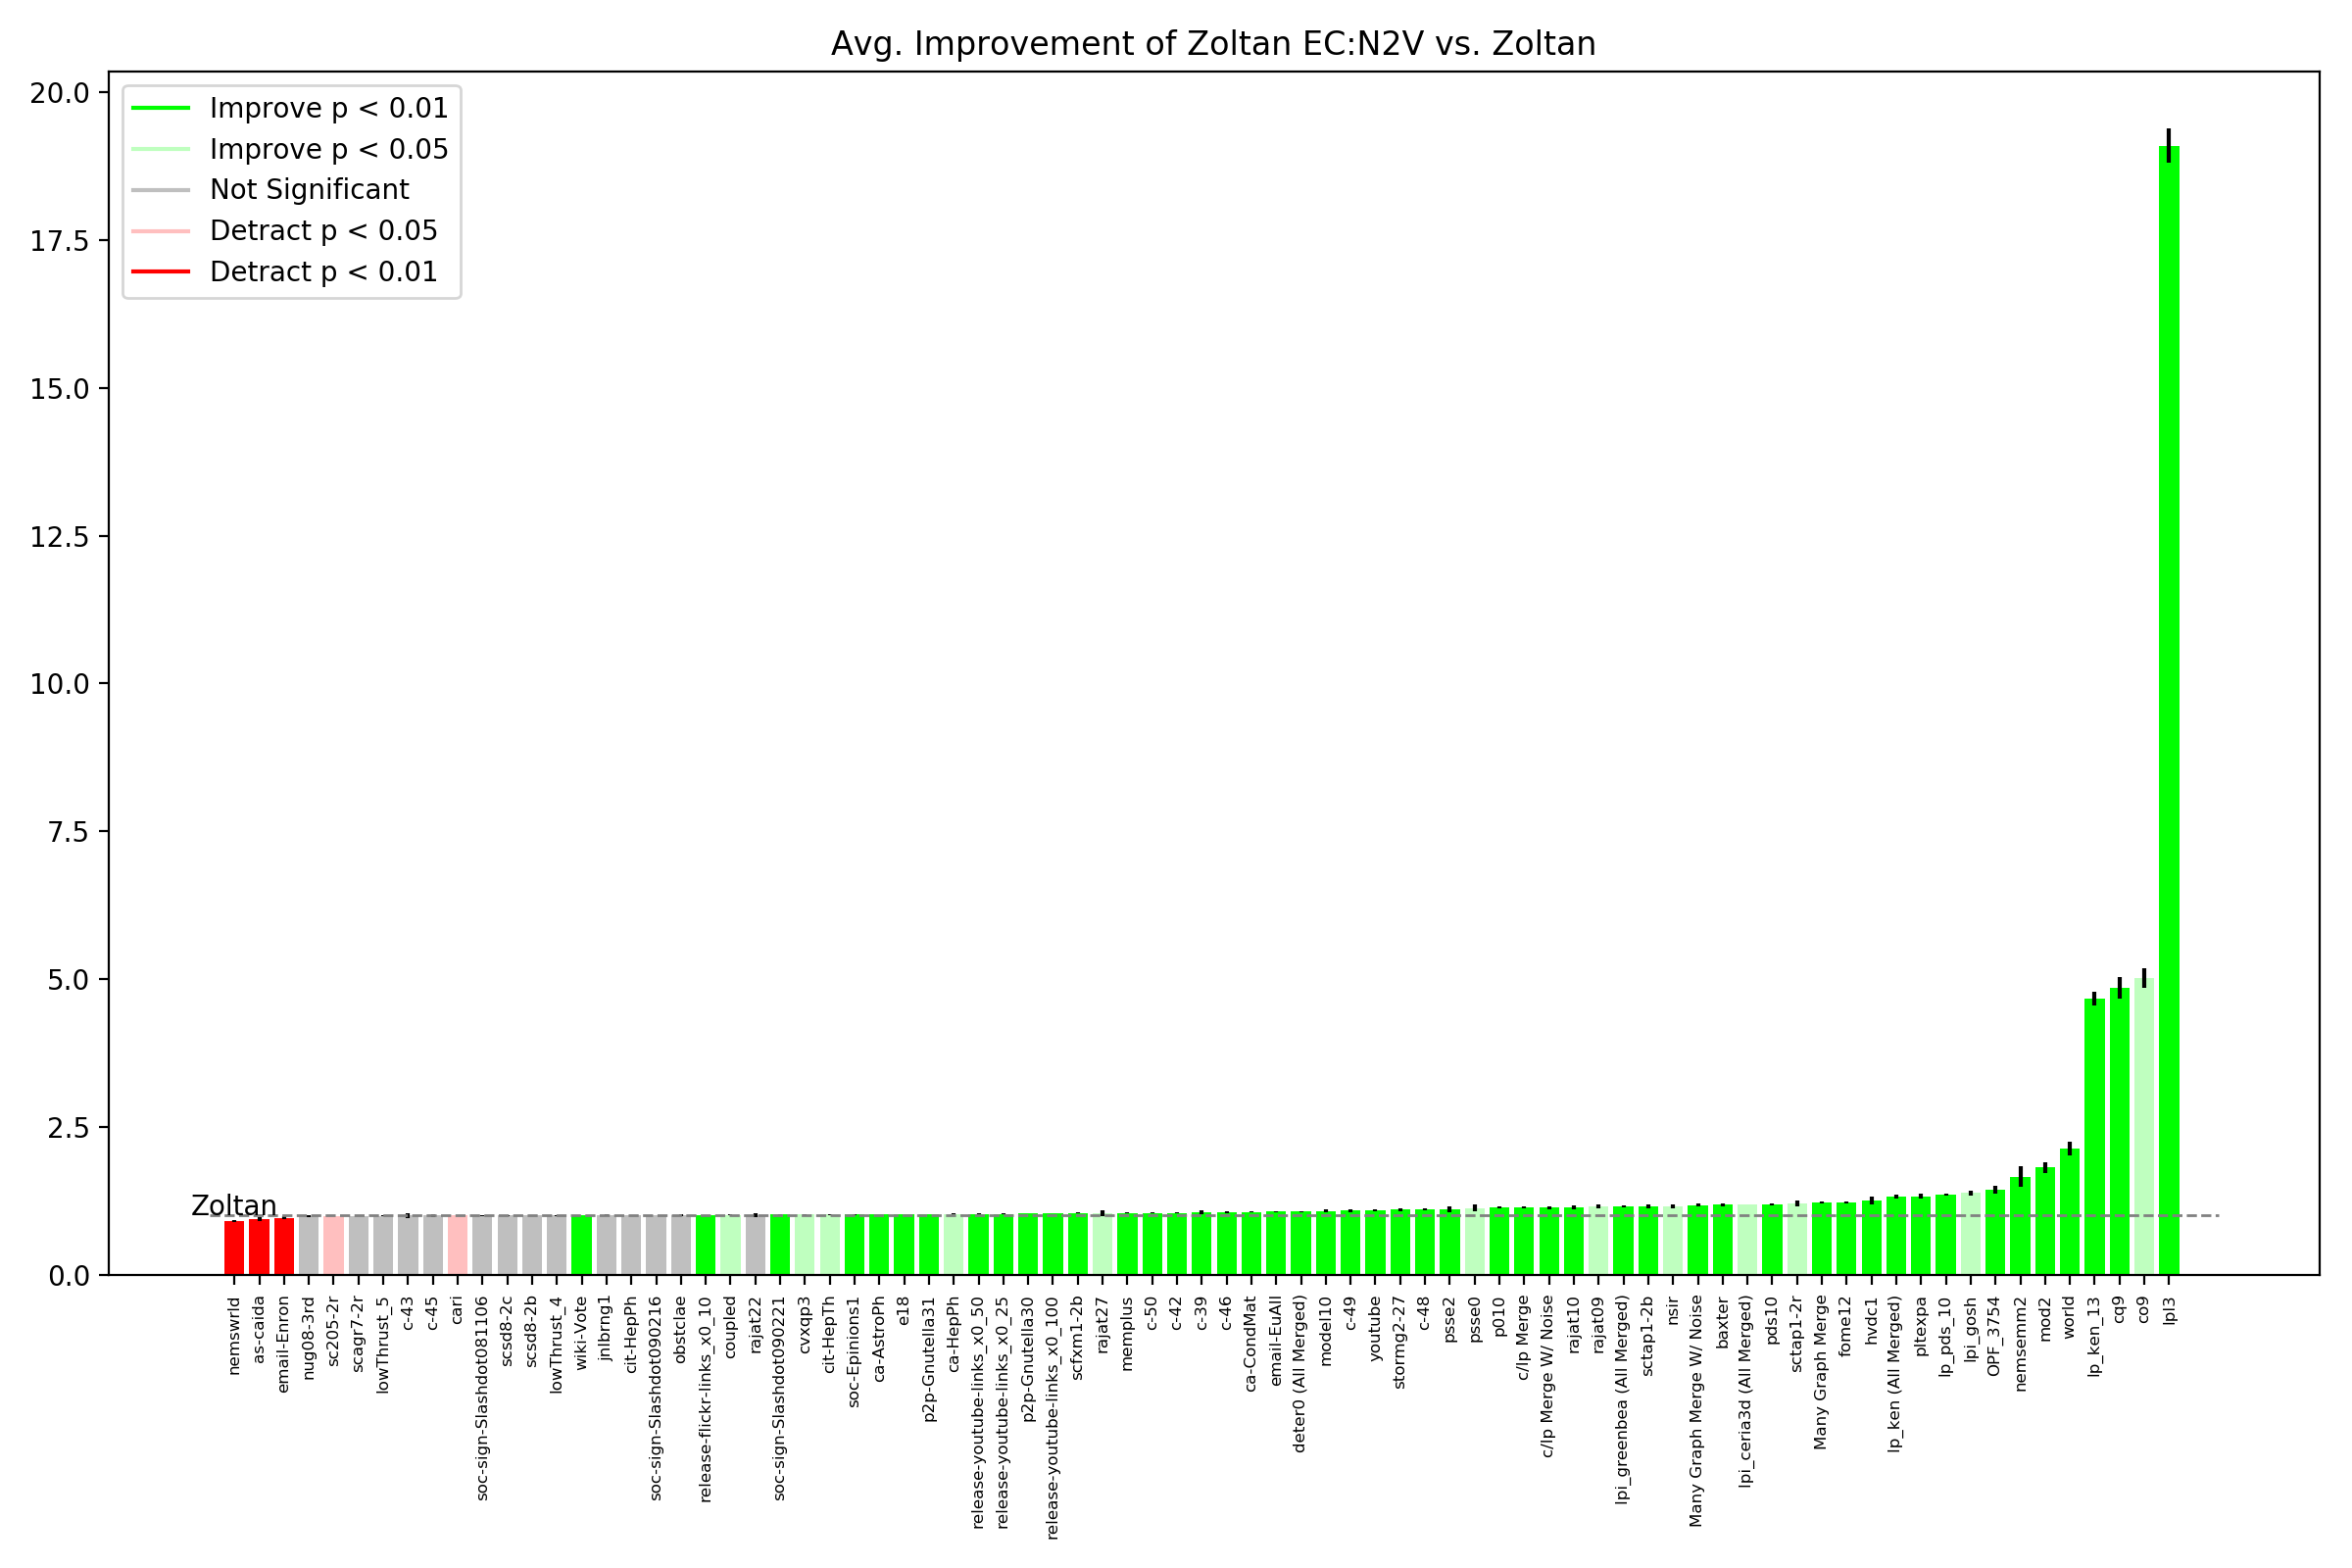 Avg. Improvement of Zoltan EC:N2V vs. Zoltan
20.0
17.5
15.0
12.5
10.0
7.5
5.0
2.5
0.0
Improve p < 0.01
Improve p < 0.05
Not Significant
Detract p < 0.05
Detract p < 0.01
Zoltan
nemswrld
as-caida
email-Enron
nug08-3rd
sc205-2r
scagr7-2r
lowThrust_5
c-43
c-45
cari
soc-sign-Slashdot081106
scsd8-2c
scsd8-2b
lowThrust_4
wiki-Vote
jnlbrng1
cit-HepPh
soc-sign-Slashdot090216
obstclae
release-flickr-links_x0_10
coupled
rajat22
soc-sign-Slashdot090221
cvxqp3
cit-HepTh
soc-Epinions1
ca-AstroPh
e18
p2p-Gnutella31
ca-HepPh
release-youtube-links_x0_50
release-youtube-links_x0_25
p2p-Gnutella30
release-youtube-links_x0_100
scfxm1-2b
rajat27
memplus
c-50
c-42
c-39
c-46
ca-CondMat
email-EuAll
deter0 (All Merged)
model10
c-49
youtube
stormg2-27
c-48
psse2
psse0
p010
c/lp Merge
c/lp Merge W/ Noise
rajat10
rajat09
lpi_greenbea (All Merged)
sctap1-2b
nsir
Many Graph Merge W/ Noise
baxter
lpi_ceria3d (All Merged)
pds10
sctap1-2r
Many Graph Merge
fome12
hvdc1
lp_ken (All Merged)
pltexpa
lp_pds_10
lpi_gosh
OPF_3754
nemsemm2
mod2
world
lp_ken_13
cq9
co9
lpl3